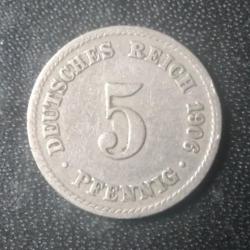 DEUTSCHES REICH 1906
5
· PFENNIG ·